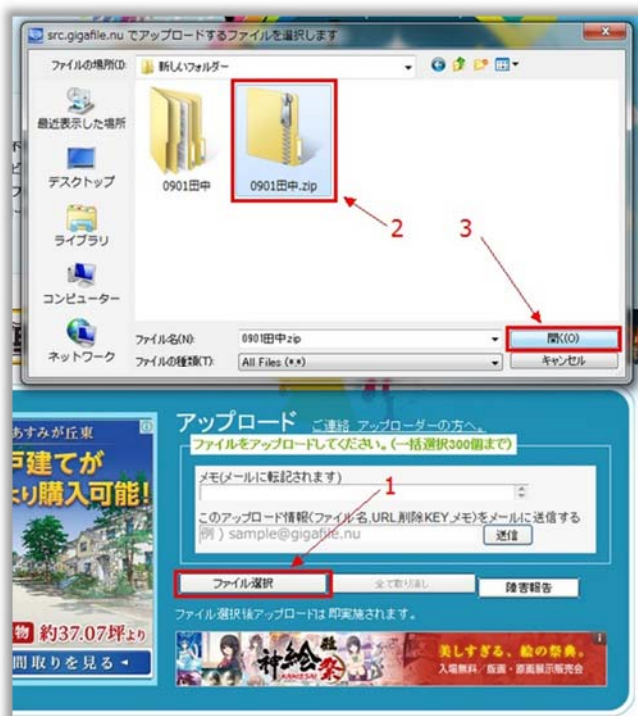 src.gigafile.nu でアップロードするファイルを選択します
ファイルの場所(I):
新しいフォルダー
最近表示した場所
デスクトップ
ライブラリ
コンピューター
ネットワーク
0901田中
0901田中.zip
2
3
ファイル名(N):
0901田中.zip
開く(O)
ファイルの種類(T):
All Files (*.*)
キャンセル
あすみが丘東
戸建てが
より購入可能!
物 約37.07坪より
間取りを見る
アップロード
ご連絡 アップローダーの方へ。
ファイルをアップロードしてください。(一括選択300個まで)
メモ(メールに転記されます)
1
このアップロード情報(ファイル名,URL,削除KEY,メモ)をメールに送信する
例 ) sample@gigafile.nu
送信
ファイル選択
全て取り消し
障害報告
ファイル選択後アップロードは即実施されます。
神絵祭
KAMIESAI
美しすぎる、絵の祭典。
入場無料／版画・原画展示販売会